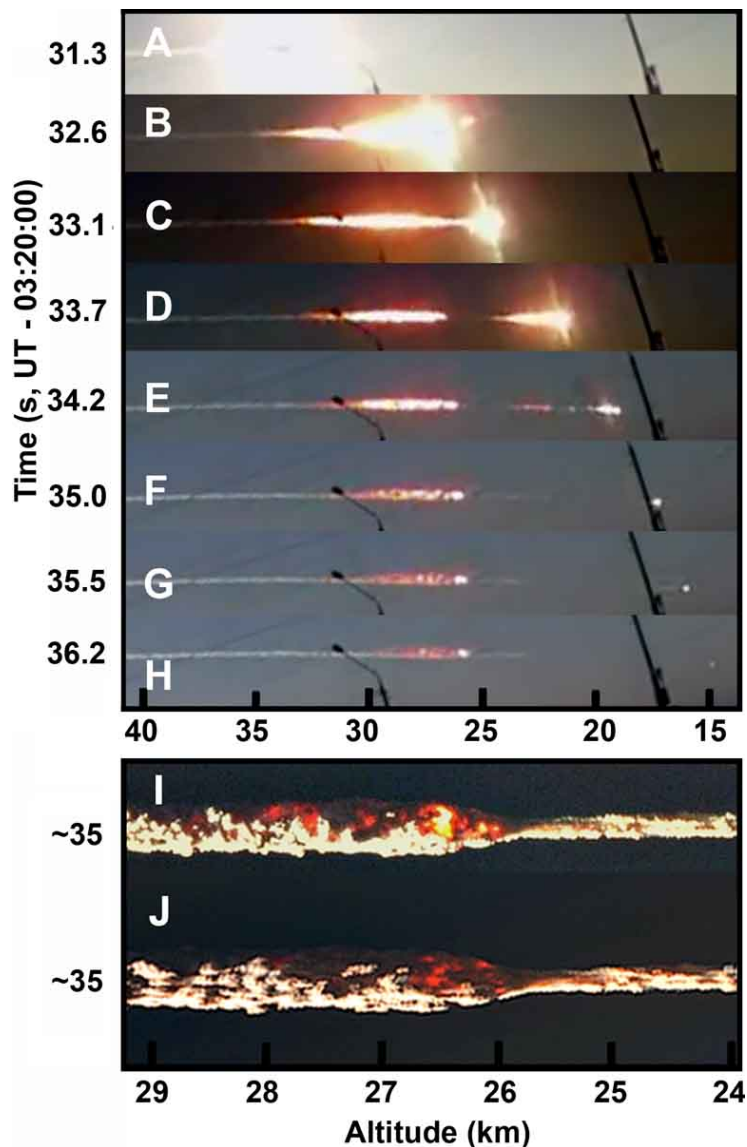 Time (s, UT - 03:20:00)
31.3 A
32.6 B
33.1 C
33.7 D
34.2 E
35.0 F
35.5 G
36.2 H
40 35 30 25 20 15
I
~35
J
~35
29 28 27 26 25 24
Altitude (km)